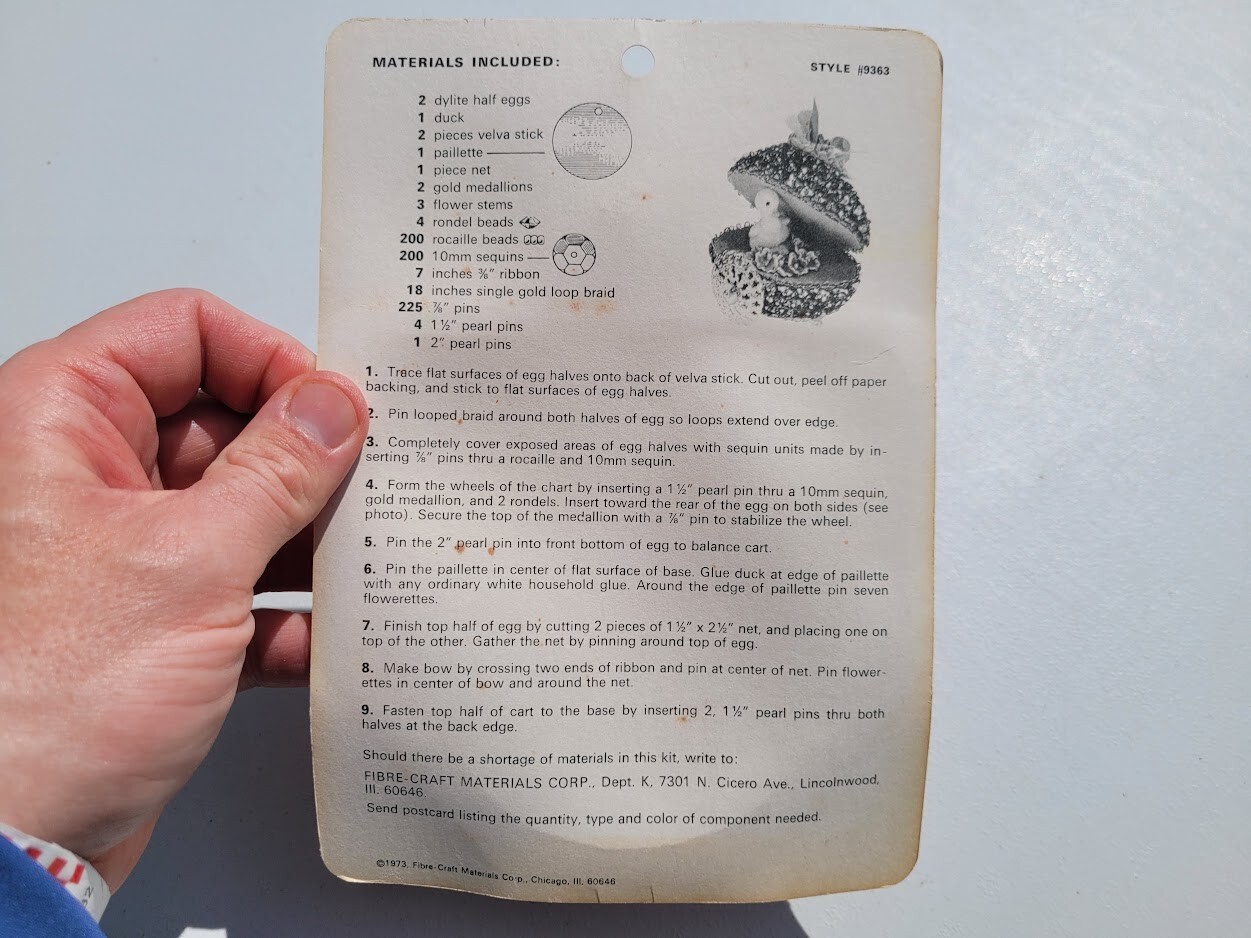 MATERIALS INCLUDED:
STYLE #9363
2 dylite half eggs
1 duck
2 pieces velva stick
1 paillette
1 piece net
2 gold medallions
3 flower stems
4 rondel beads
200 rocaille beads
200 10mm sequins
7 inches ⅜" ribbon
18 inches single gold loop braid
225 ⅞" pins
4 1½" pearl pins
1 2" pearl pins
1. Trace flat surfaces of egg halves onto back of velva stick. Cut out, peel off paper
backing, and stick to flat surfaces of egg halves.
2. Pin looped braid around both halves of egg so loops extend over edge.
3. Completely cover exposed areas of egg halves with sequin units made by in-
serting ⅞" pins thru a rocaille and 10mm sequin.
4. Form the wheels of the chart by inserting a 1½" pearl pin thru a 10mm sequin,
gold medallion, and 2 rondels. Insert toward the rear of the egg on both sides (see
photo). Secure the top of the medallion with a ⅞" pin to stabilize the wheel.
5. Pin the 2" pearl pin into front bottom of egg to balance cart.
6. Pin the paillette in center of flat surface of base. Glue duck at edge of paillette
with any ordinary white household glue. Around the edge of paillette pin seven
flowerettes.
7. Finish top half of egg by cutting 2 pieces of 1½" x 2½" net, and placing one on
top of the other. Gather the net by pinning around top of egg.
8. Make bow by crossing two ends of ribbon and pin at center of net. Pin flower-
ettes in center of bow and around the net.
9. Fasten top half of cart to the base by inserting 2, 1½" pearl pins thru both
halves at the back edge.
Should there be a shortage of materials in this kit, write to:
FIBRE-CRAFT MATERIALS CORP., Dept. K, 7301 N. Cicero Ave., Lincolnwood,
Ill. 60646.
Send postcard listing the quantity, type and color of component needed.
©1973, Fibre-Craft Materials Corp., Chicago, Ill. 60646